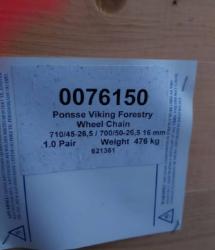 0076150
Ponsse Viking Forestry
Wheel Chain
710/45-26,5 / 700/50-26,5 16 mm
1.0 Pair Weight 476 kg
621361